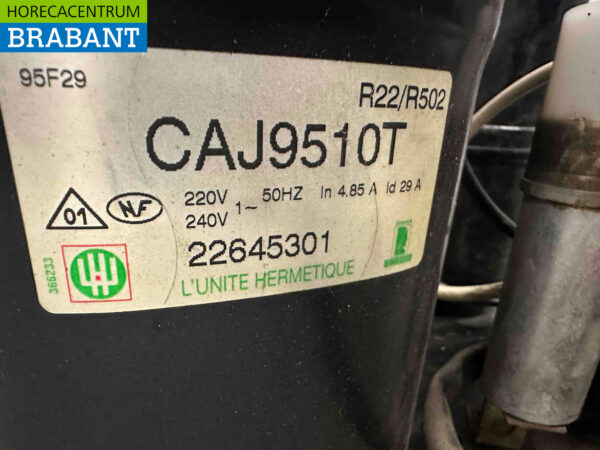 HORECACENTRUM
BRABANT
95F29
R22/R502
CAJ9510T
01
NF
220V
240V
1~ 50HZ In 4.85 A Id 29 A
22645301
L'UNITE HERMETIQUE
366233